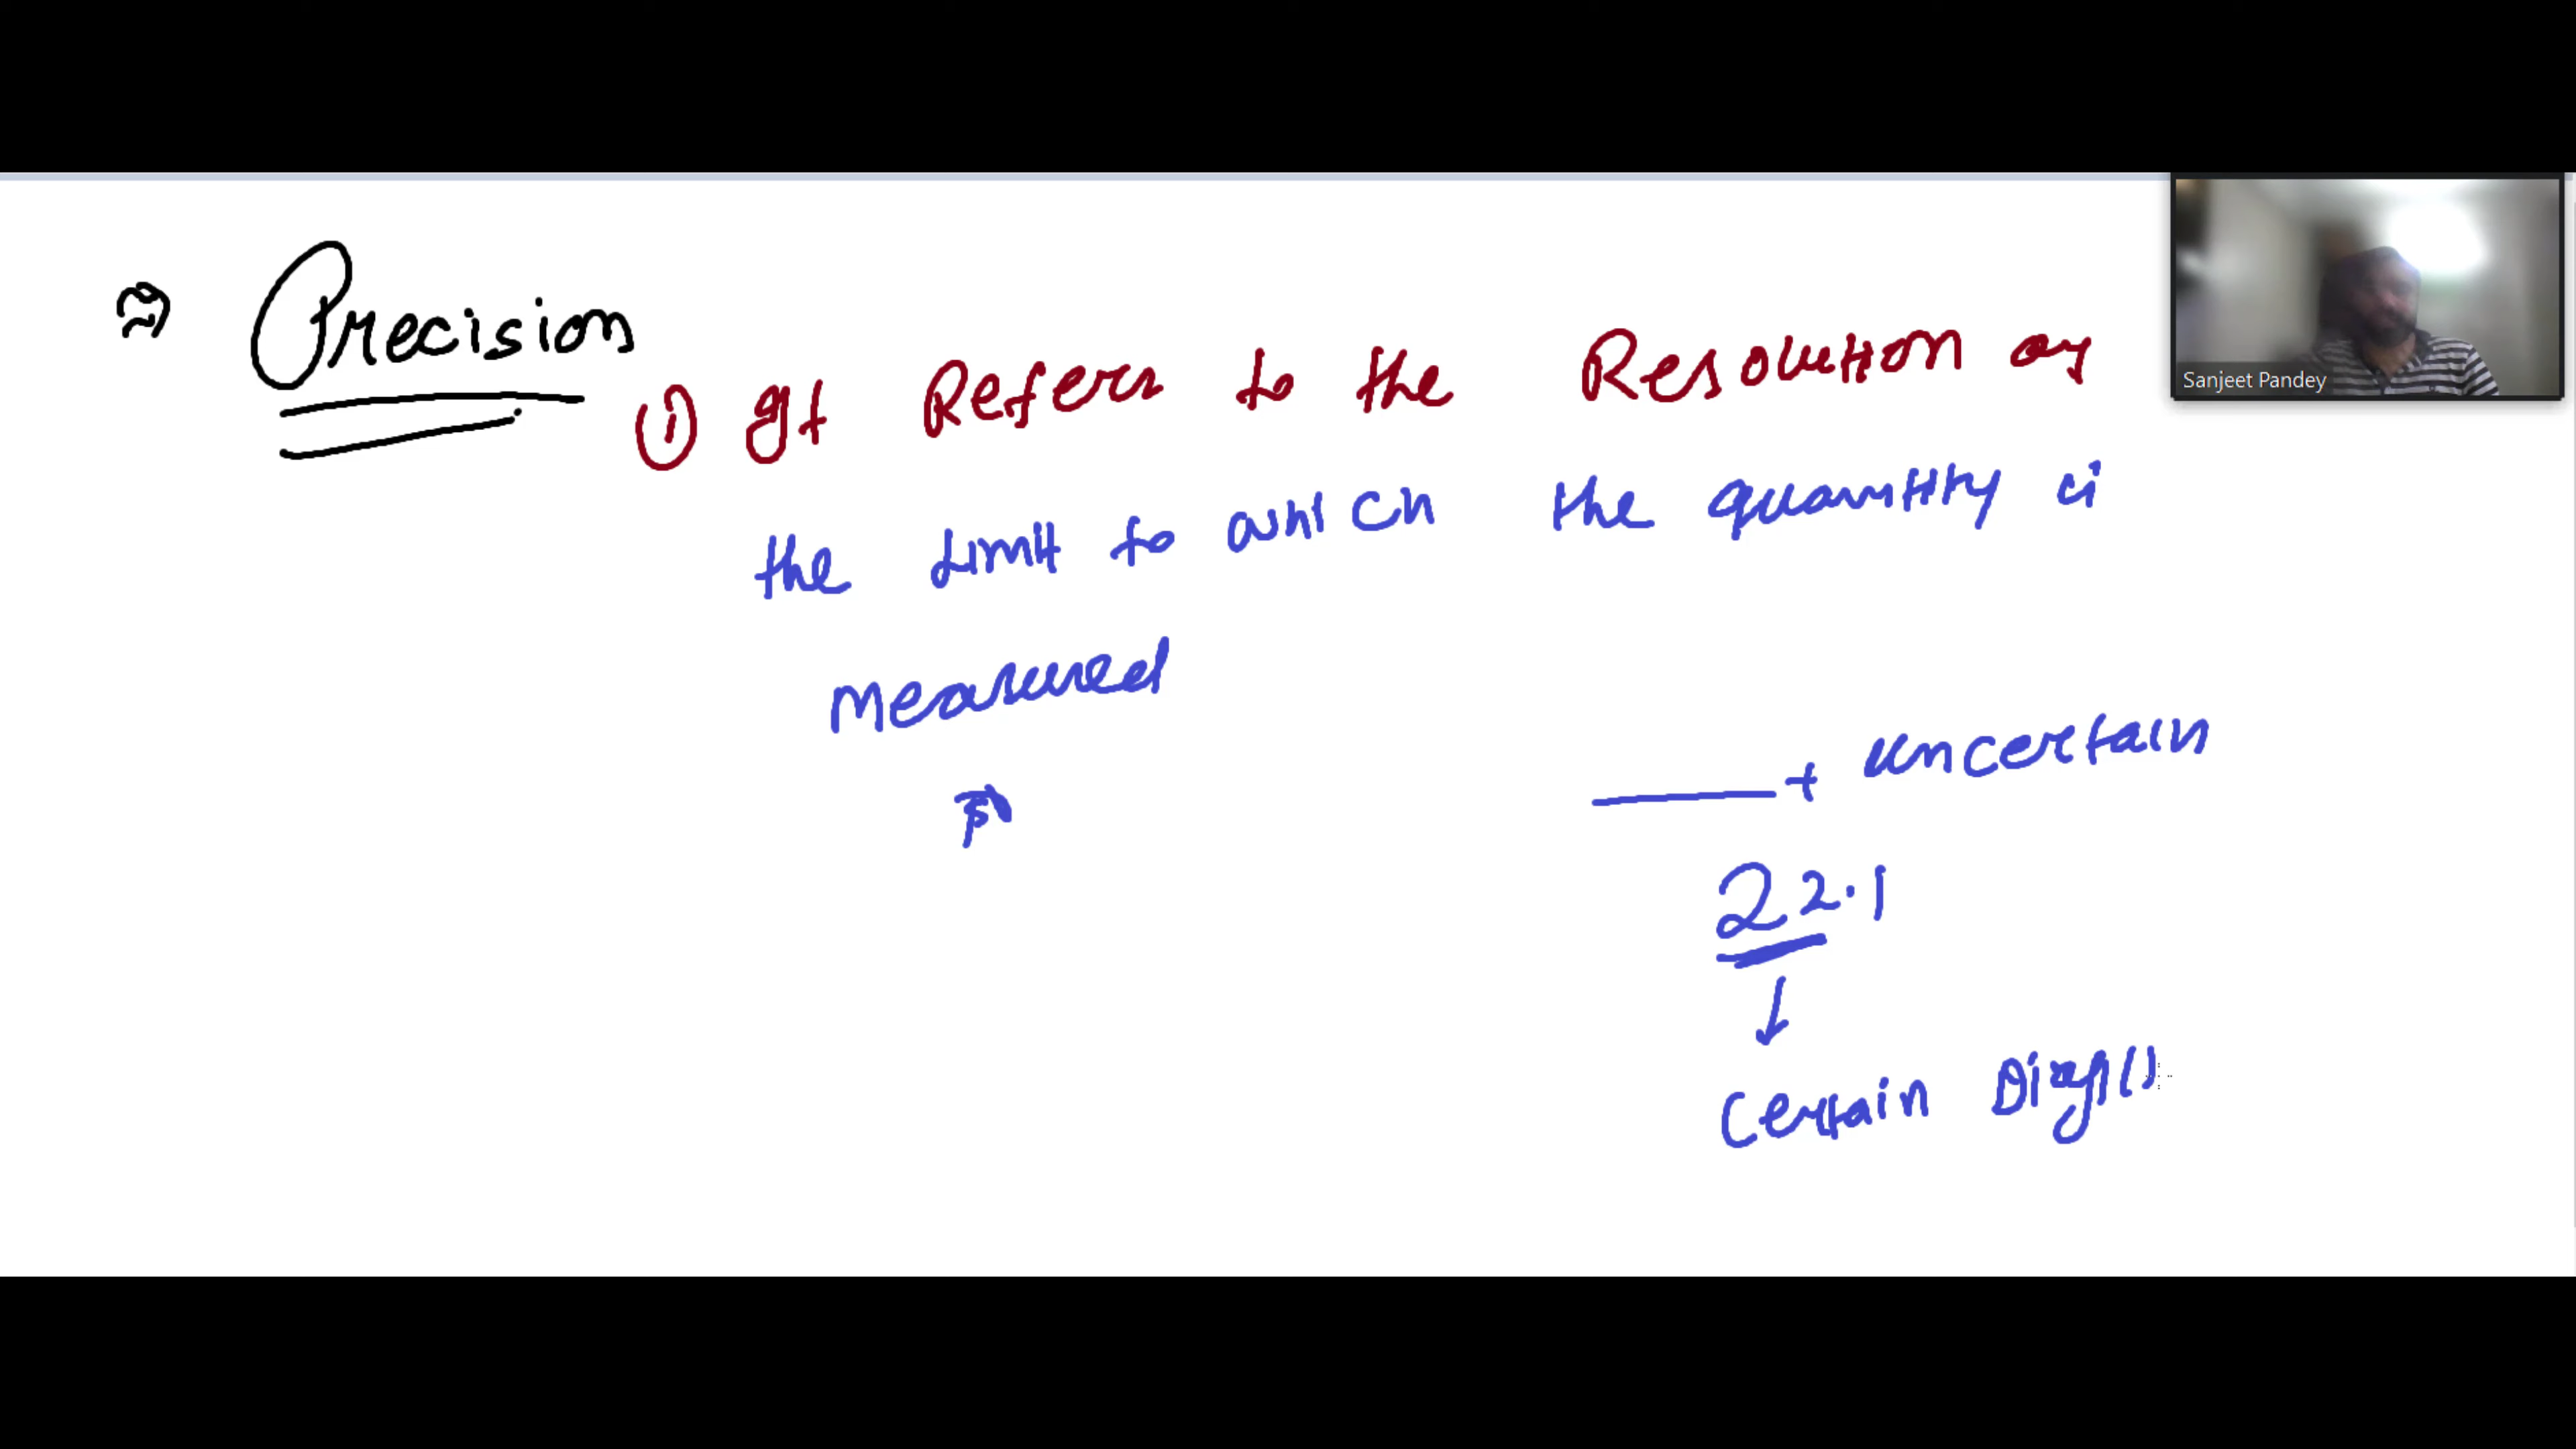 ⇒ Precision
① It Refers to the Resolution or
the limit to which the quantity is
measured
Sanjeet Pandey
+ uncertain
22.1
↓
Certain Digits